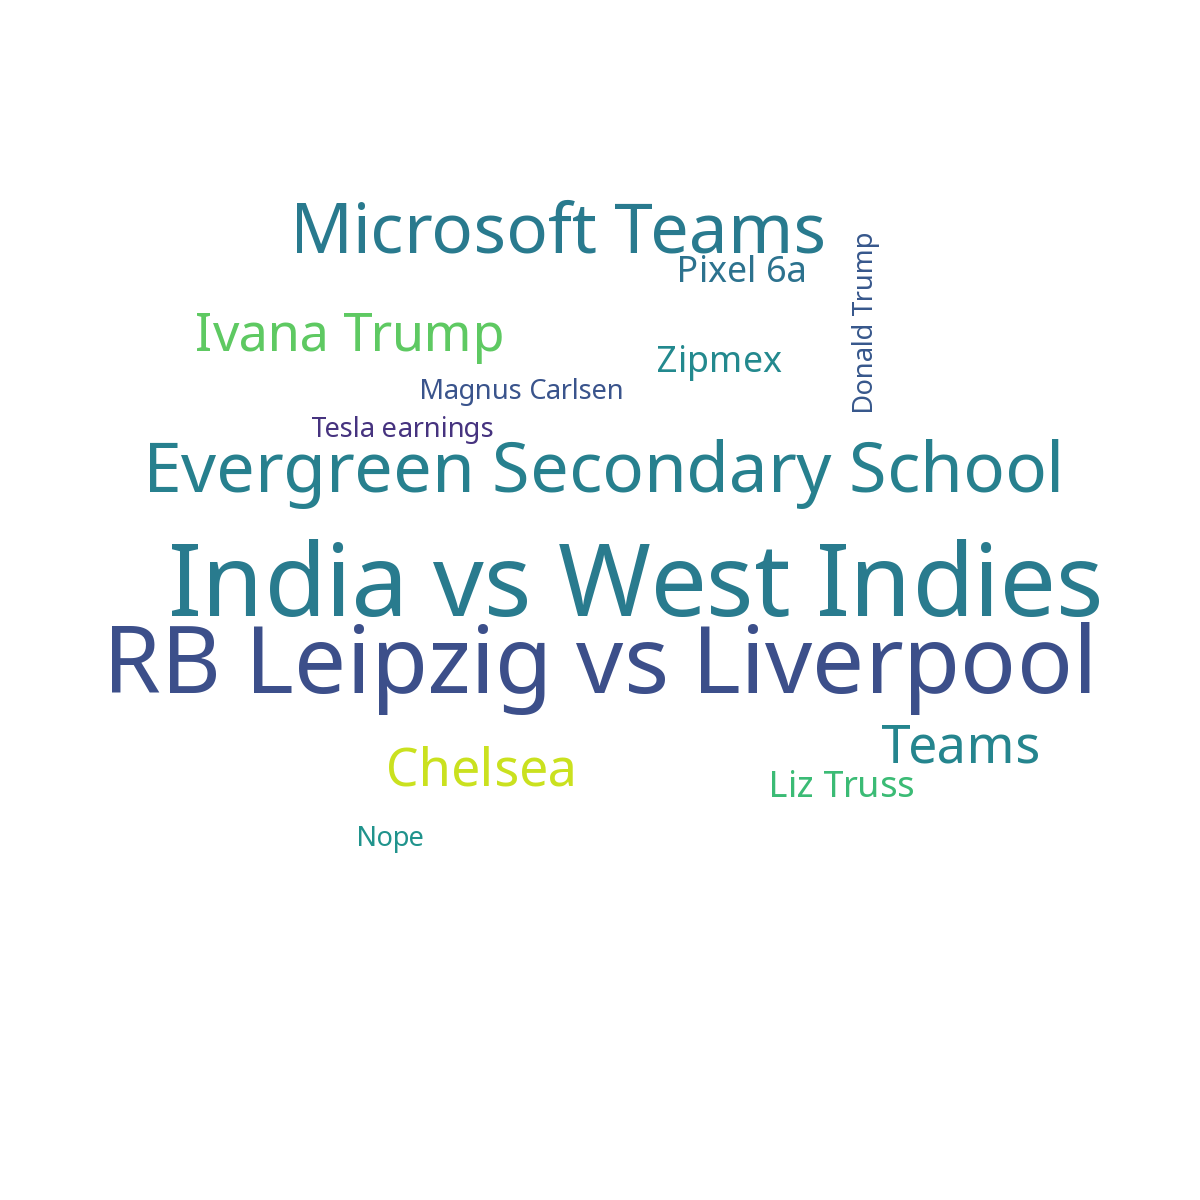 Microsoft Teams
Pixel 6a
Donald Trump
Ivana Trump
Zipmex
Magnus Carlsen
Tesla earnings
Evergreen Secondary School
India vs West Indies
RB Leipzig vs Liverpool
Teams
Chelsea
Liz Truss
Nope